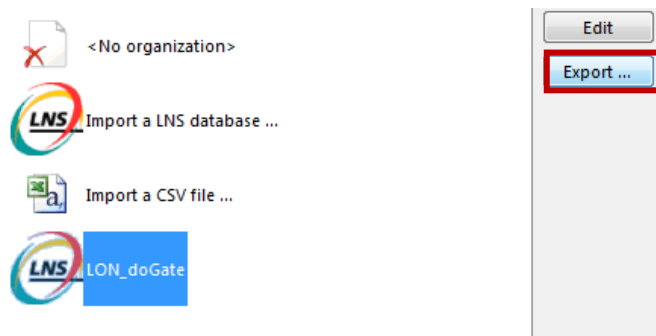 <No organization>
Edit
Export ...
LNS
Import a LNS database ...
a,
Import a CSV file ...
LNS
LON_doGate